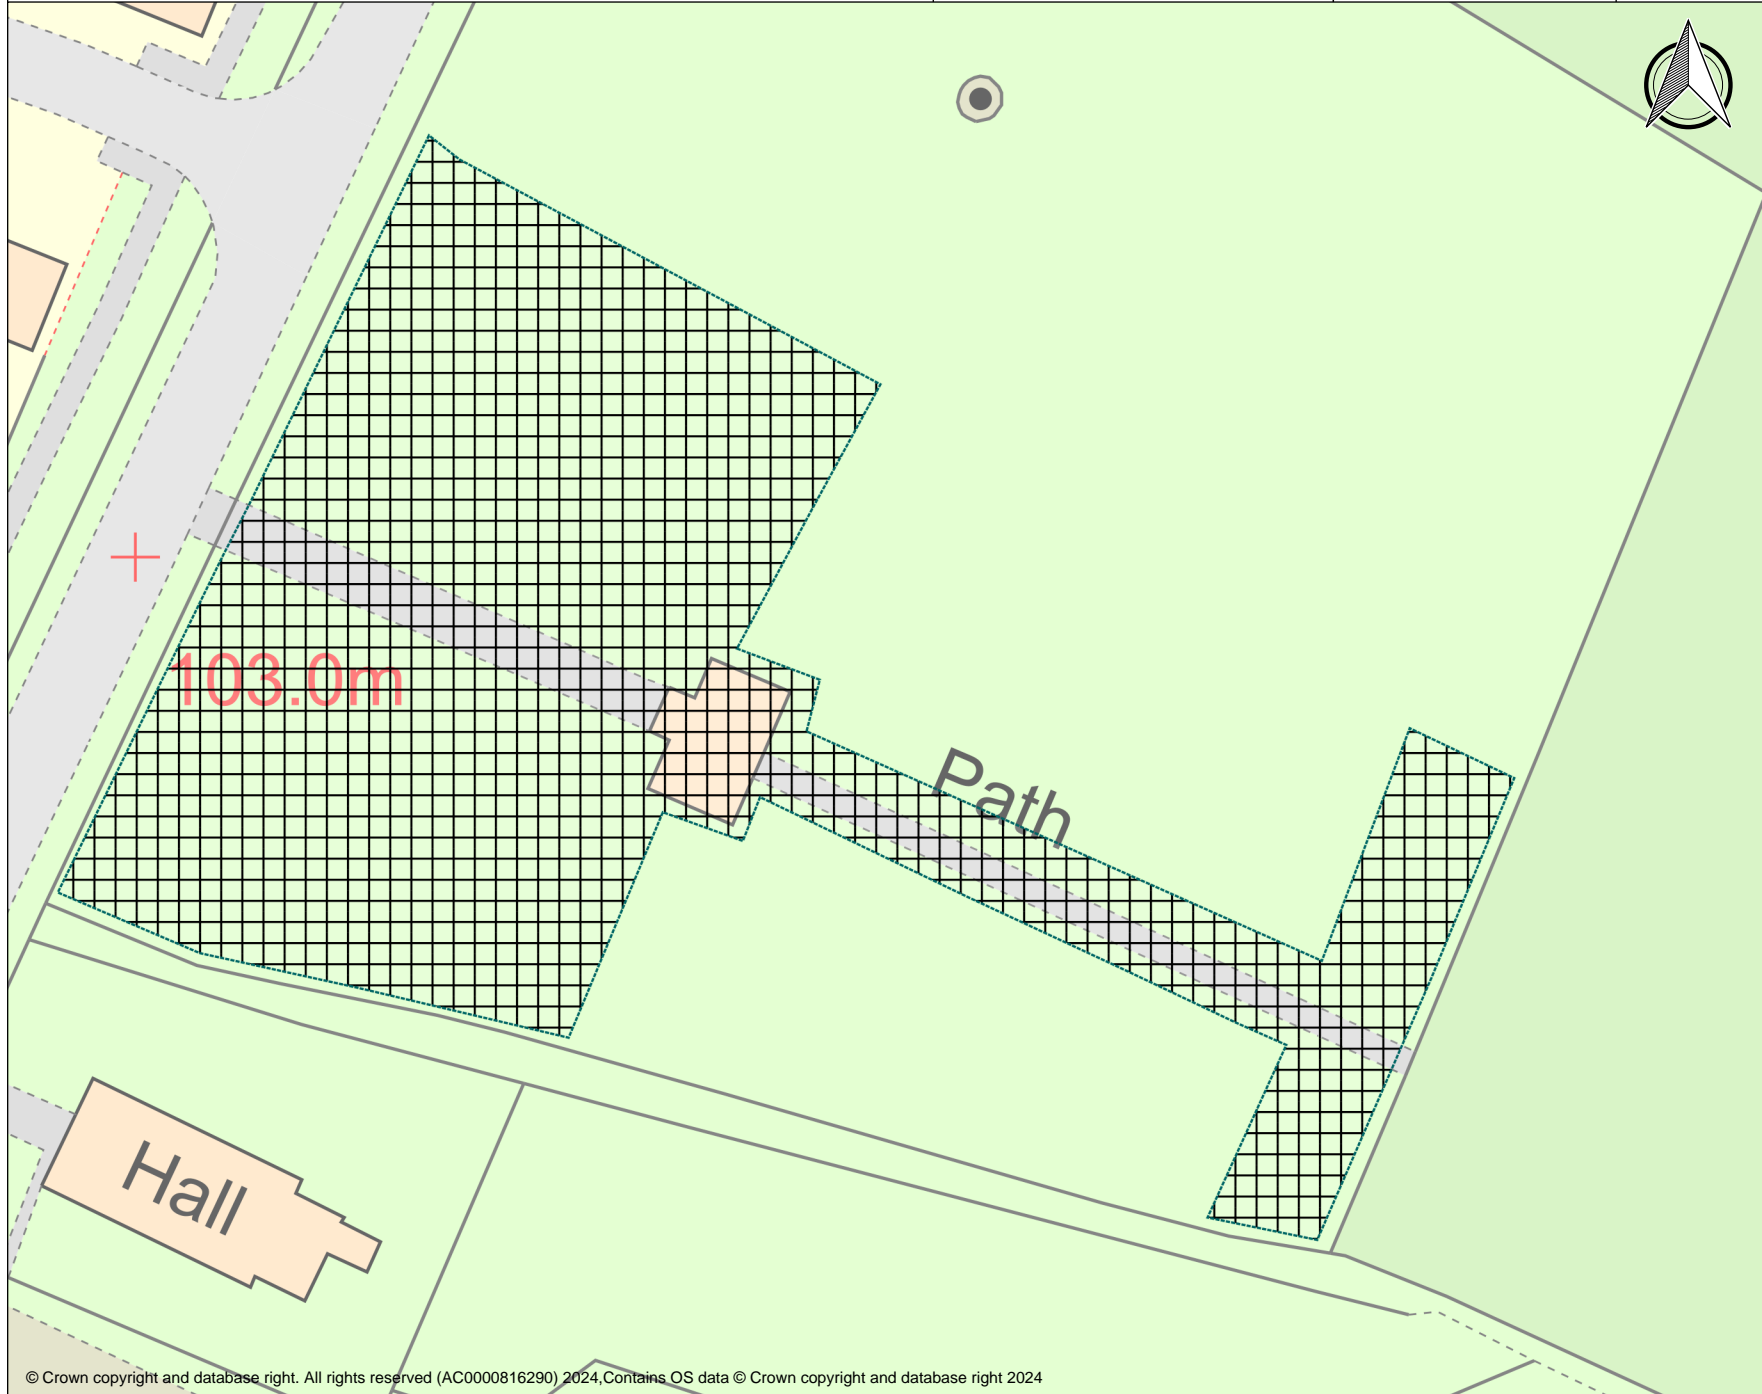 103.0m
Path
Hall
© Crown copyright and database right. All rights reserved (AC0000816290) 2024,Contains OS data © Crown copyright and database right 2024